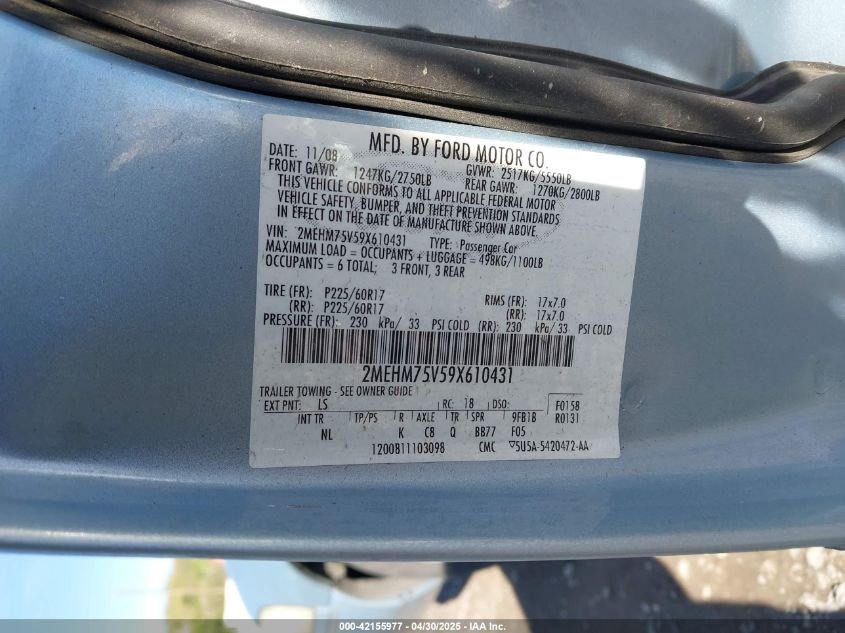 MFD. BY FORD MOTOR CO.
DATE: 11/08 GVWR: 2517KG/5550LB
FRONT GAWR: 1247KG/2750LB REAR GAWR: 1270KG/2800LB
THIS VEHICLE CONFORMS TO ALL APPLICABLE FEDERAL MOTOR
VEHICLE SAFETY, BUMPER, AND THEFT PREVENTION STANDARDS
IN EFFECT ON THE DATE OF MANUFACTURE SHOWN ABOVE.
VIN: 2MEHM75V59X610431 TYPE: Passenger Car
MAXIMUM LOAD = OCCUPANTS + LUGGAGE = 498KG/1100LB
OCCUPANTS = 6 TOTAL; 3 FRONT, 3 REAR
TIRE (FR): P225/60R17 RIMS (FR): 17x7.0
(RR): P225/60R17 (RR): 17x7.0
PRESSURE (FR): 230 kPa/ 33 PSI COLD (RR): 230 kPa/ 33 PSI COLD
2MEHM75V59X610431
TRAILER TOWING - SEE OWNER GUIDE
EXT PNT: LS RC: 18 DSO: F0158
INT TR TP/PS R AXLE TR SPR 9FB1B R0131
NL K C8 Q BB77 F05
120081110309B CMC ▽5U5A-5420472-AA
000-42155977 - 04/30/2025 - IAA Inc.